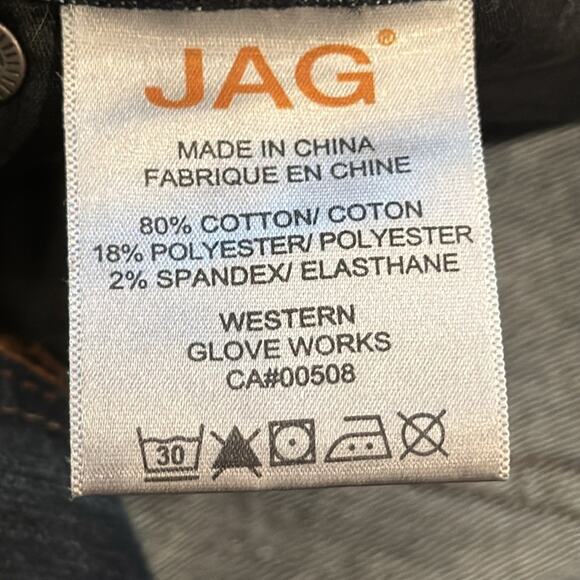 JAG®
MADE IN CHINA
FABRIQUE EN CHINE
80% COTTON/ COTON
18% POLYESTER/ POLYESTER
2% SPANDEX/ ELASTHANE
WESTERN
GLOVE WORKS
CA#00508
30